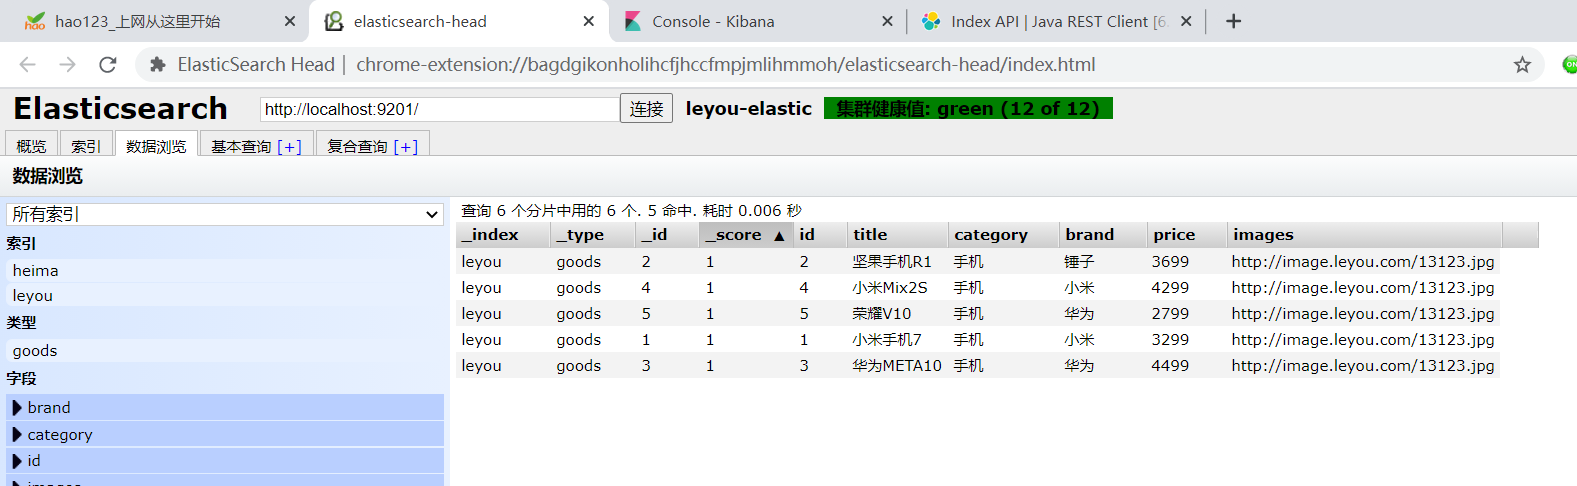 hao123_上网从这里开始 elasticsearch-head Console - Kibana Index API | Java REST Client [6.
ElasticSearch Head | chrome-extension://bagdgikonholihcfjhccfmpjmlihmmoh/elasticsearch-head/index.html
Elasticsearch http://localhost:9201/ 连接 leyou-elastic 集群健康值: green (12 of 12)
概览 索引 数据浏览 基本查询 [+] 复合查询 [+]
数据浏览
所有索引
索引
heima
leyou
类型
goods
字段
brand
category
id
查询 6 个分片中用的 6 个. 5 命中. 耗时 0.006 秒
_index _type _id _score ▲ id title category brand price images
leyou goods 2 1 2 坚果手机R1 手机 锤子 3699 http://image.leyou.com/13123.jpg
leyou goods 4 1 4 小米Mix2S 手机 小米 4299 http://image.leyou.com/13123.jpg
leyou goods 5 1 5 荣耀V10 手机 华为 2799 http://image.leyou.com/13123.jpg
leyou goods 1 1 1 小米手机7 手机 小米 3299 http://image.leyou.com/13123.jpg
leyou goods 3 1 3 华为META10 手机 华为 4499 http://image.leyou.com/13123.jpg